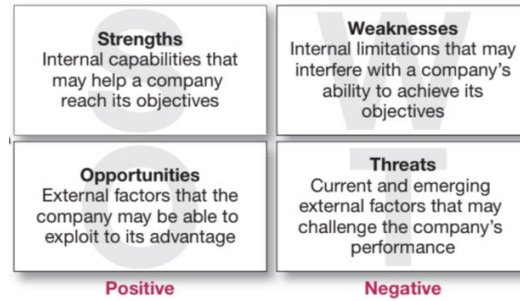 Strengths
Internal capabilities that
may help a company
reach its objectives
Weaknesses
Internal limitations that may
interfere with a company's
ability to achieve its
objectives
Opportunities
External factors that the
company may be able to
exploit to its advantage
Threats
Current and emerging
external factors that may
challenge the company's
performance
Positive
Negative
S
W
O
T